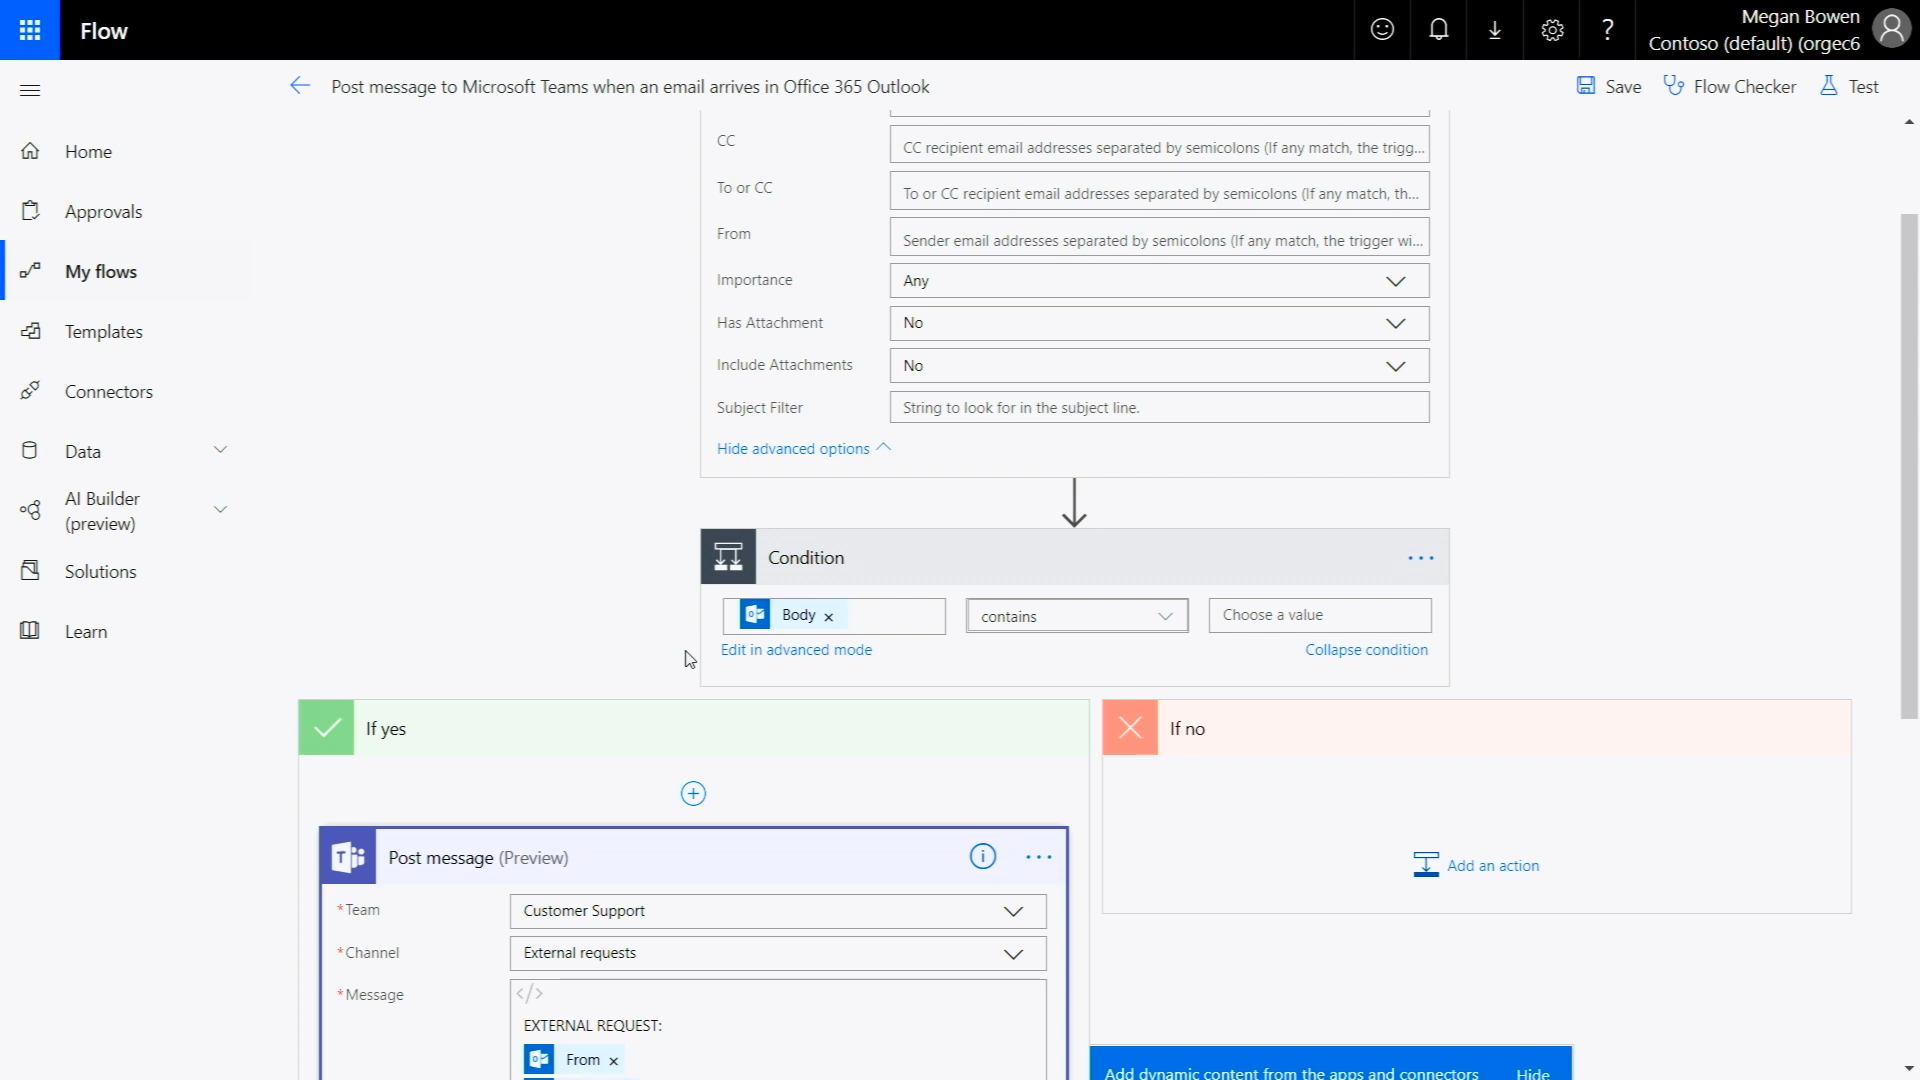 Flow
Megan Bowen
Contoso (default) (orgec6
Post message to Microsoft Teams when an email arrives in Office 365 Outlook
Save
Flow Checker
Test
Home
Approvals
My flows
Templates
Connectors
Data
AI Builder
(preview)
Solutions
Learn
CC
CC recipient email addresses separated by semicolons (If any match, the trigg...
To or CC
To or CC recipient email addresses separated by semicolons (If any match, th...
From
Sender email addresses separated by semicolons (If any match, the trigger wi...
Importance
Any
Has Attachment
No
Include Attachments
No
Subject Filter
String to look for in the subject line.
Hide advanced options
Condition
Body ×
contains
Choose a value
Edit in advanced mode
Collapse condition
If yes
If no
Post message (Preview)
Add an action
*Team
Customer Support
*Channel
External requests
*Message
</>
EXTERNAL REQUEST:
From ×
Add dynamic content from the apps and connectors
Hide